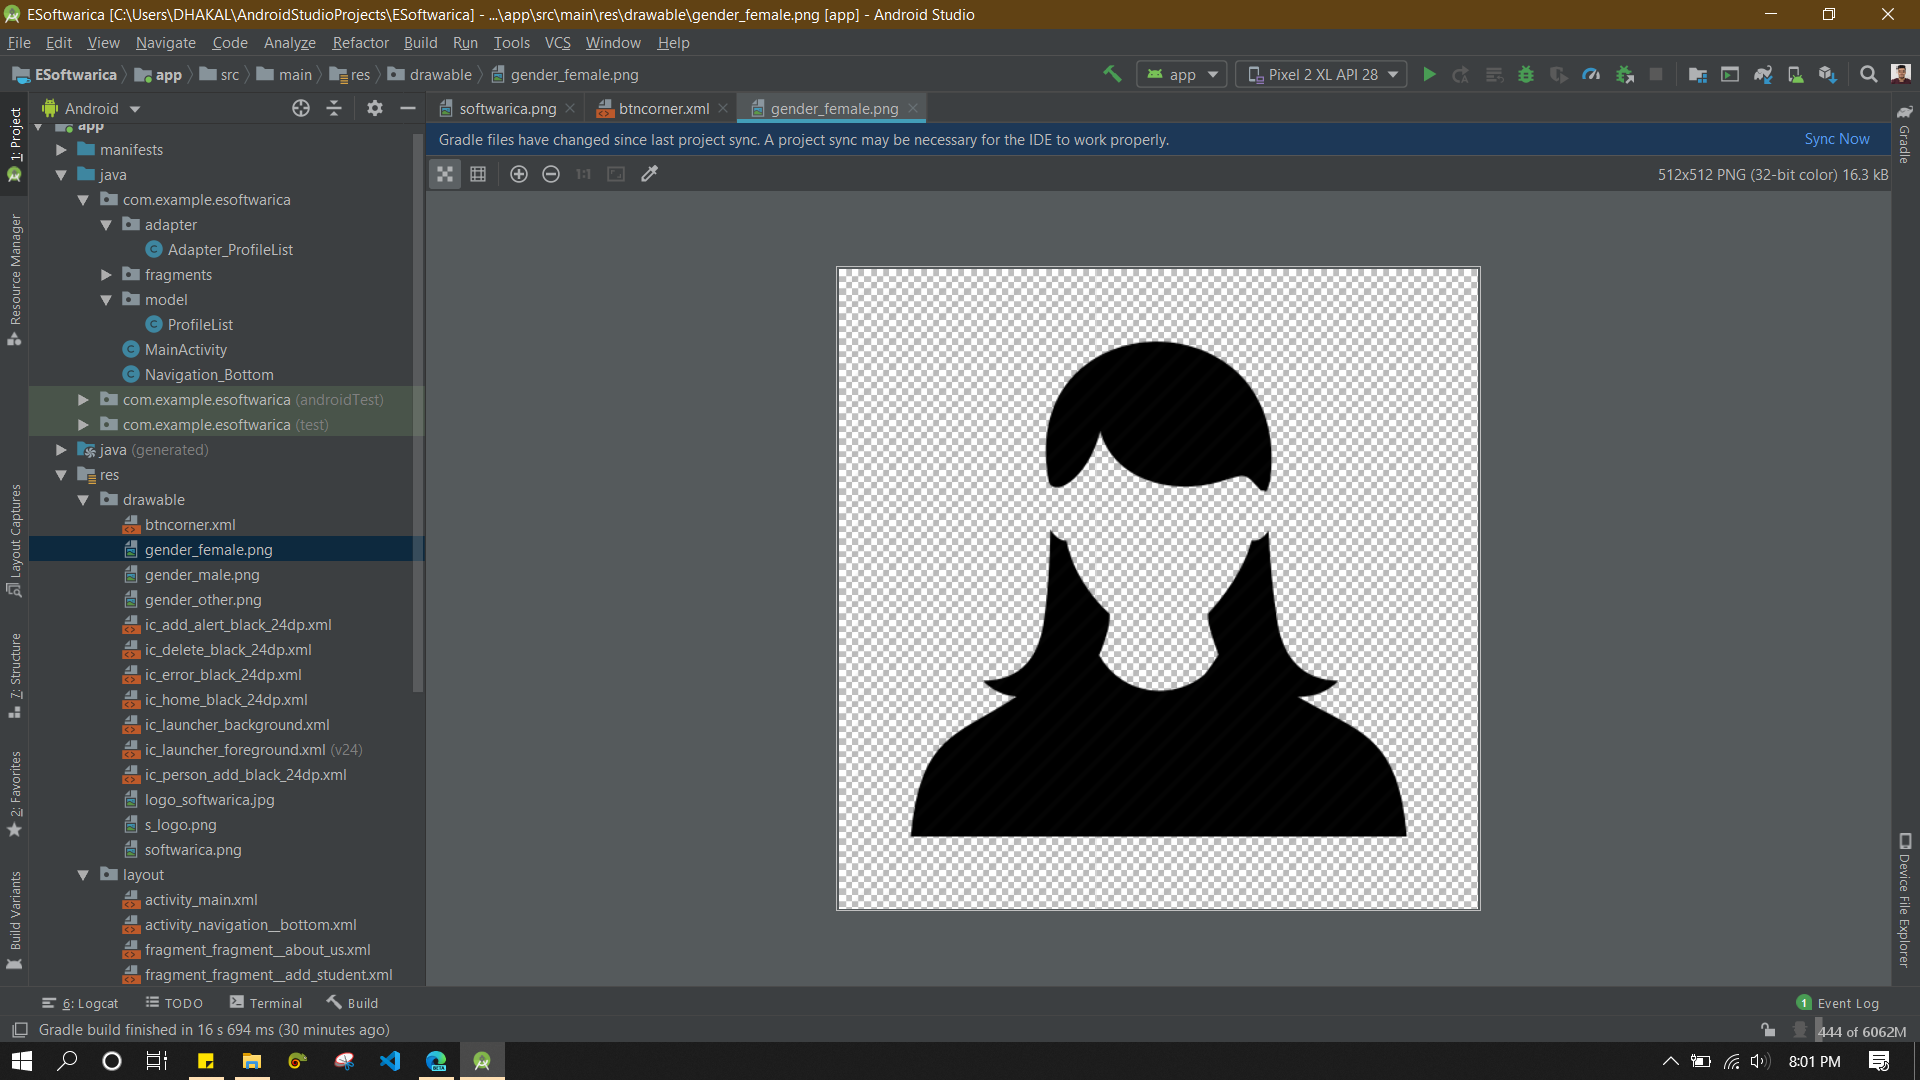 ESoftwarica [C:\Users\DHAKAL\AndroidStudioProjects\ESoftwarica] - ...\app\src\main\res\drawable\gender_female.png [app] - Android Studio
File Edit View Navigate Code Analyze Refactor Build Run Tools VCS Window Help
ESoftwarica app src main res drawable gender_female.png app Pixel 2 XL API 28
Android softwarica.png btncorner.xml gender_female.png
Gradle files have changed since last project sync. A project sync may be necessary for the IDE to work properly. Sync Now
1:1 512x512 PNG (32-bit color) 16.3 kB
app
manifests
java
com.example.esoftwarica
adapter
Adapter_ProfileList
fragments
model
ProfileList
MainActivity
Navigation_Bottom
com.example.esoftwarica (androidTest)
com.example.esoftwarica (test)
java (generated)
res
drawable
btncorner.xml
gender_female.png
gender_male.png
gender_other.png
ic_add_alert_black_24dp.xml
ic_delete_black_24dp.xml
ic_error_black_24dp.xml
ic_home_black_24dp.xml
ic_launcher_background.xml
ic_launcher_foreground.xml (v24)
ic_person_add_black_24dp.xml
logo_softwarica.jpg
s_logo.png
softwarica.png
layout
activity_main.xml
activity_navigation__bottom.xml
fragment_fragment__about_us.xml
fragment_fragment__add_student.xml
1: Project
Resource Manager
Layout Captures
7: Structure
2: Favorites
Build Variants
Gradle
Device File Explorer
6: Logcat TODO Terminal Build 1 Event Log
Gradle build finished in 16 s 694 ms (30 minutes ago) 444 of 6062M
BETA 8:01 PM